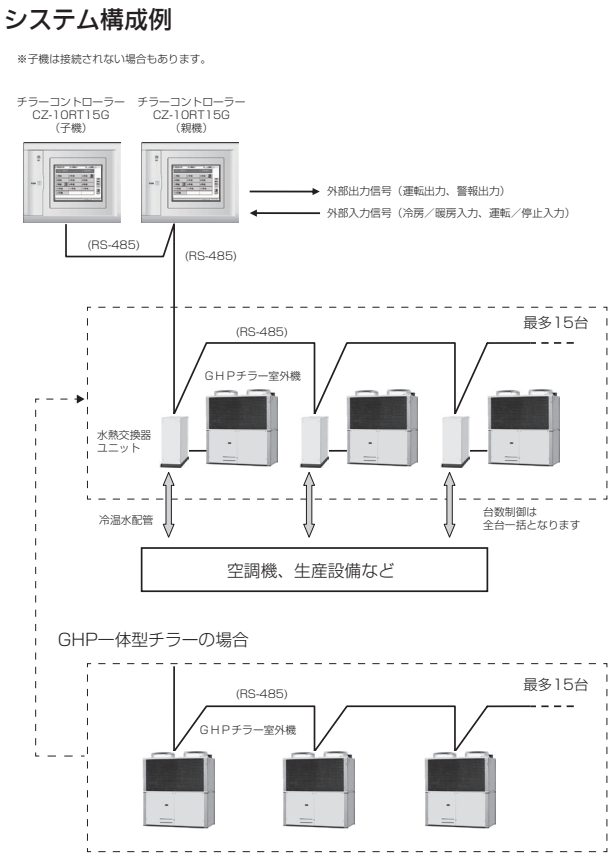 システム構成例
※子機は接続されない場合もあります。
チラーコントローラー
CZ-10RT15G
(子機)
チラーコントローラー
CZ-10RT15G
(親機)
外部出力信号(運転出力、警報出力)
外部入力信号(冷房/暖房入力、運転/停止入力)
(RS-485)
(RS-485)
最多15台
(RS-485)
GHPチラー室外機
水熱交換器
ユニット
冷温水配管
台数制御は
全台一括となります
空調機、生産設備など
GHP一体型チラーの場合
最多15台
(RS-485)
GHPチラー室外機